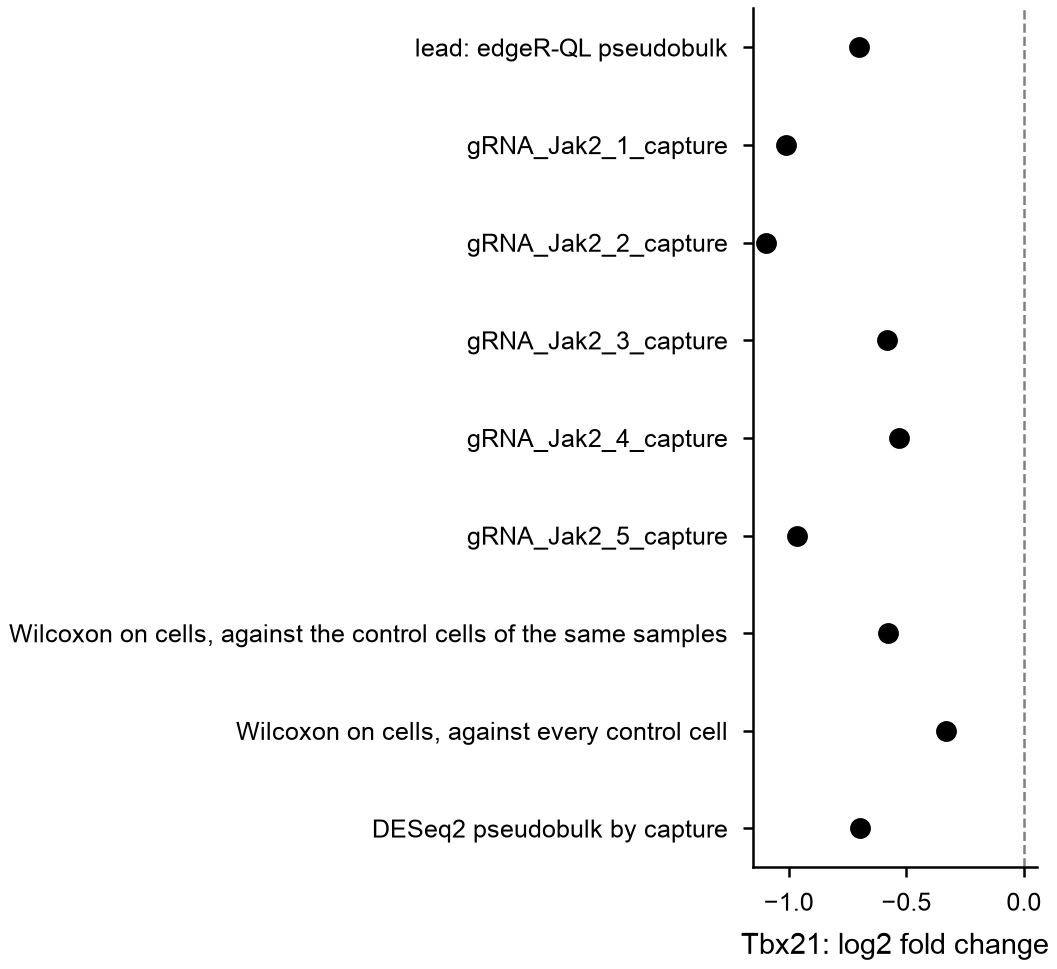 lead: edgeR-QL pseudobulk
gRNA_Jak2_1_capture
gRNA_Jak2_2_capture
gRNA_Jak2_3_capture
gRNA_Jak2_4_capture
gRNA_Jak2_5_capture
Wilcoxon on cells, against the control cells of the same samples
Wilcoxon on cells, against every control cell
DESeq2 pseudobulk by capture
−1.0 −0.5 0.0
Tbx21: log2 fold change